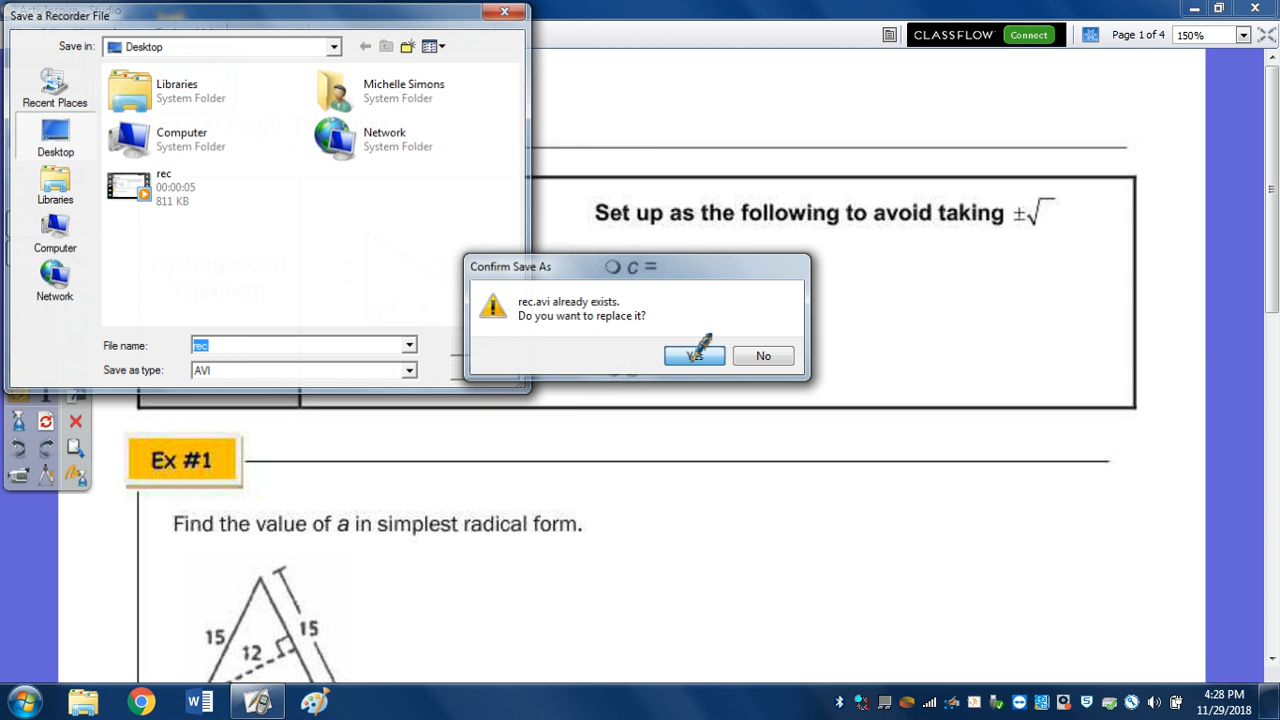 Save a Recorder File
Studio
Save in:
Desktop
CLASSFLOW
Connect
Page 1 of 4
150%
Recent Places
Desktop
Libraries
Computer
Network
Libraries
System Folder
Michelle Simons
System Folder
Computer
System Folder
Network
System Folder
rec
00:00:05
811 KB
Set up as the following to avoid taking ±√
Pythagorean
Theorem
c =
Confirm Save As
rec.avi already exists.
Do you want to replace it?
Yes
No
File name:
rec
Save as type:
AVI
Ex #1
Find the value of a in simplest radical form.
15
12
15
4:28 PM
11/29/2018